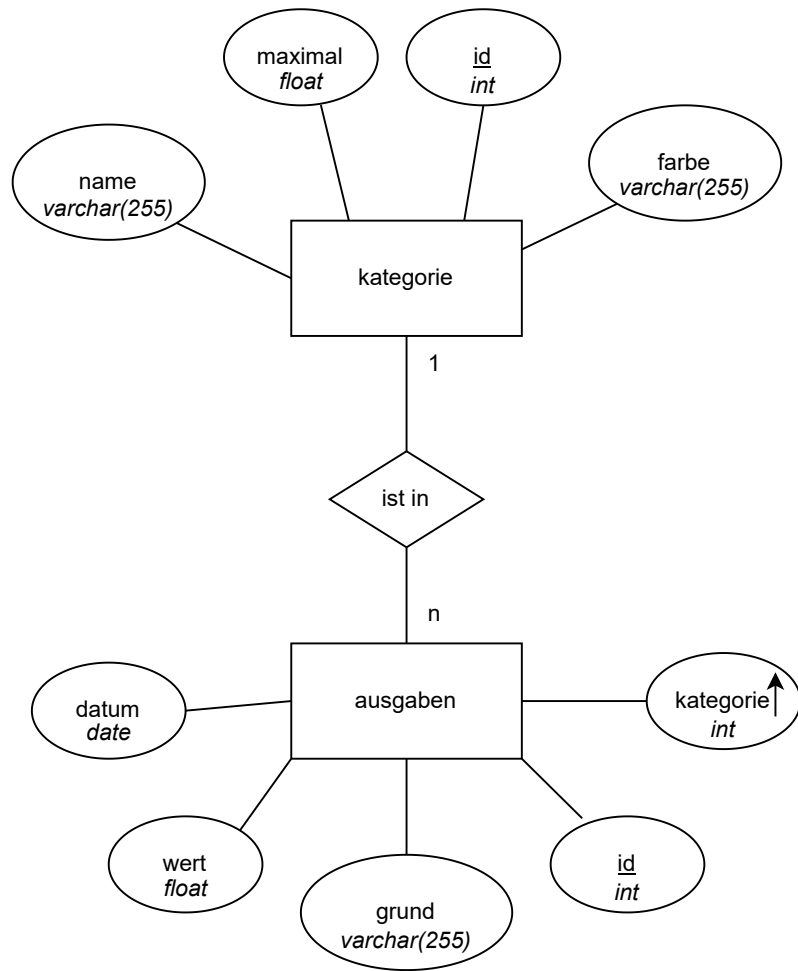 maximal
float
id
int
name
varchar(255)
farbe
varchar(255)
kategorie
1
ist in
n
datum
date
ausgaben
kategorie
int
wert
float
grund
varchar(255)
id
int